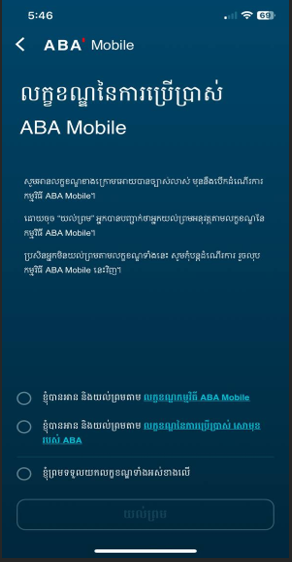 5:46
69
ABA' Mobile
លក្ខខណ្ឌនៃការប្រើប្រាស់
ABA Mobile
សូមអានលក្ខខណ្ឌខាងក្រោមអោយបានច្បាស់លាស់ មុននឹងបើកដំណើរការ
កម្មវិធី ABA Mobile។
ដោយចុច "យល់ព្រម" អ្នកបានបញ្ជាក់ថាអ្នកយល់ព្រមអនុវត្តតាមលក្ខខណ្ឌនៃ
កម្មវិធី ABA Mobile។
ប្រសិនអ្នកមិនយល់ព្រមតាមលក្ខខណ្ឌទាំងនេះ សូមកុំបន្តដំណើរការ រួចលុប
កម្មវិធី ABA Mobile នេះវិញ។
ខ្ញុំបានអាន និងយល់ព្រមតាម លក្ខខណ្ឌកម្មវិធី ABA Mobile
ខ្ញុំបានអាន និងយល់ព្រមតាម លក្ខខណ្ឌនៃការប្រើប្រាស់ សេវាមុខ
របស់ ABA
ខ្ញុំព្រមទទួលយកលក្ខខណ្ឌទាំងអស់ខាងលើ
យល់ព្រម